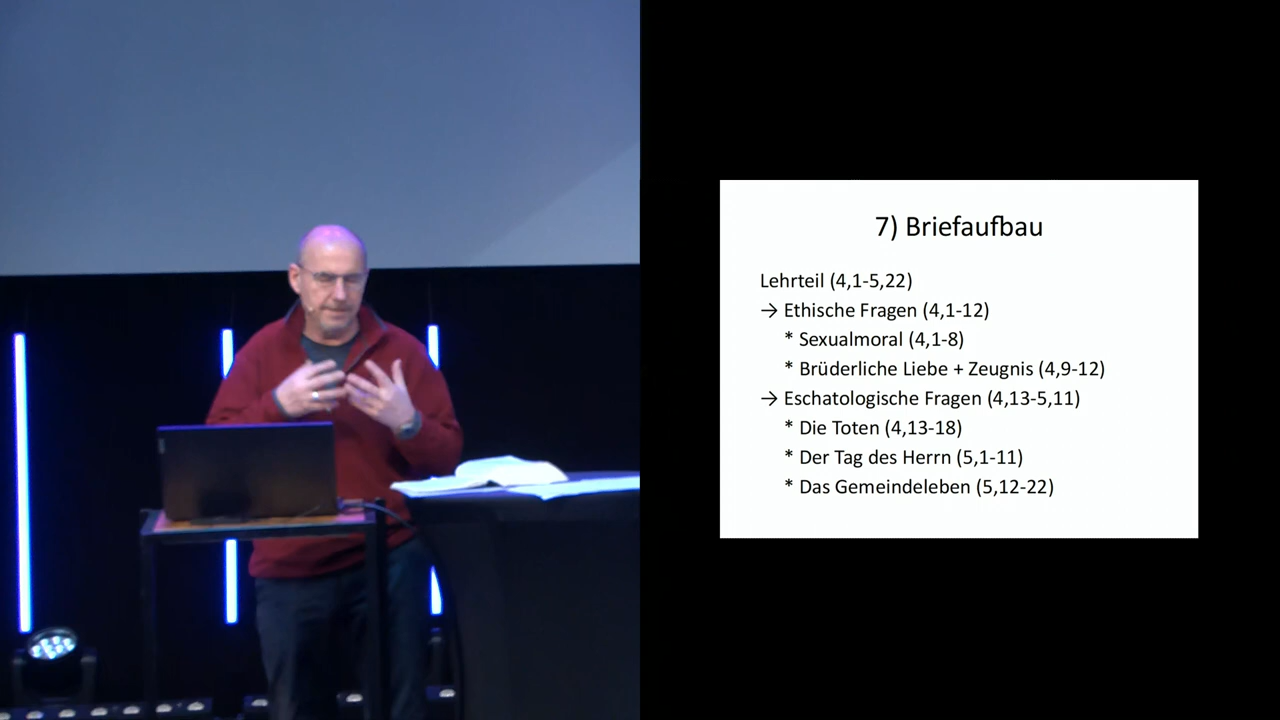 7) Briefaufbau
Lehrteil (4,1-5,22)
→ Ethische Fragen (4,1-12)
* Sexualmoral (4,1-8)
* Brüderliche Liebe + Zeugnis (4,9-12)
→ Eschatologische Fragen (4,13-5,11)
* Die Toten (4,13-18)
* Der Tag des Herrn (5,1-11)
* Das Gemeindeleben (5,12-22)